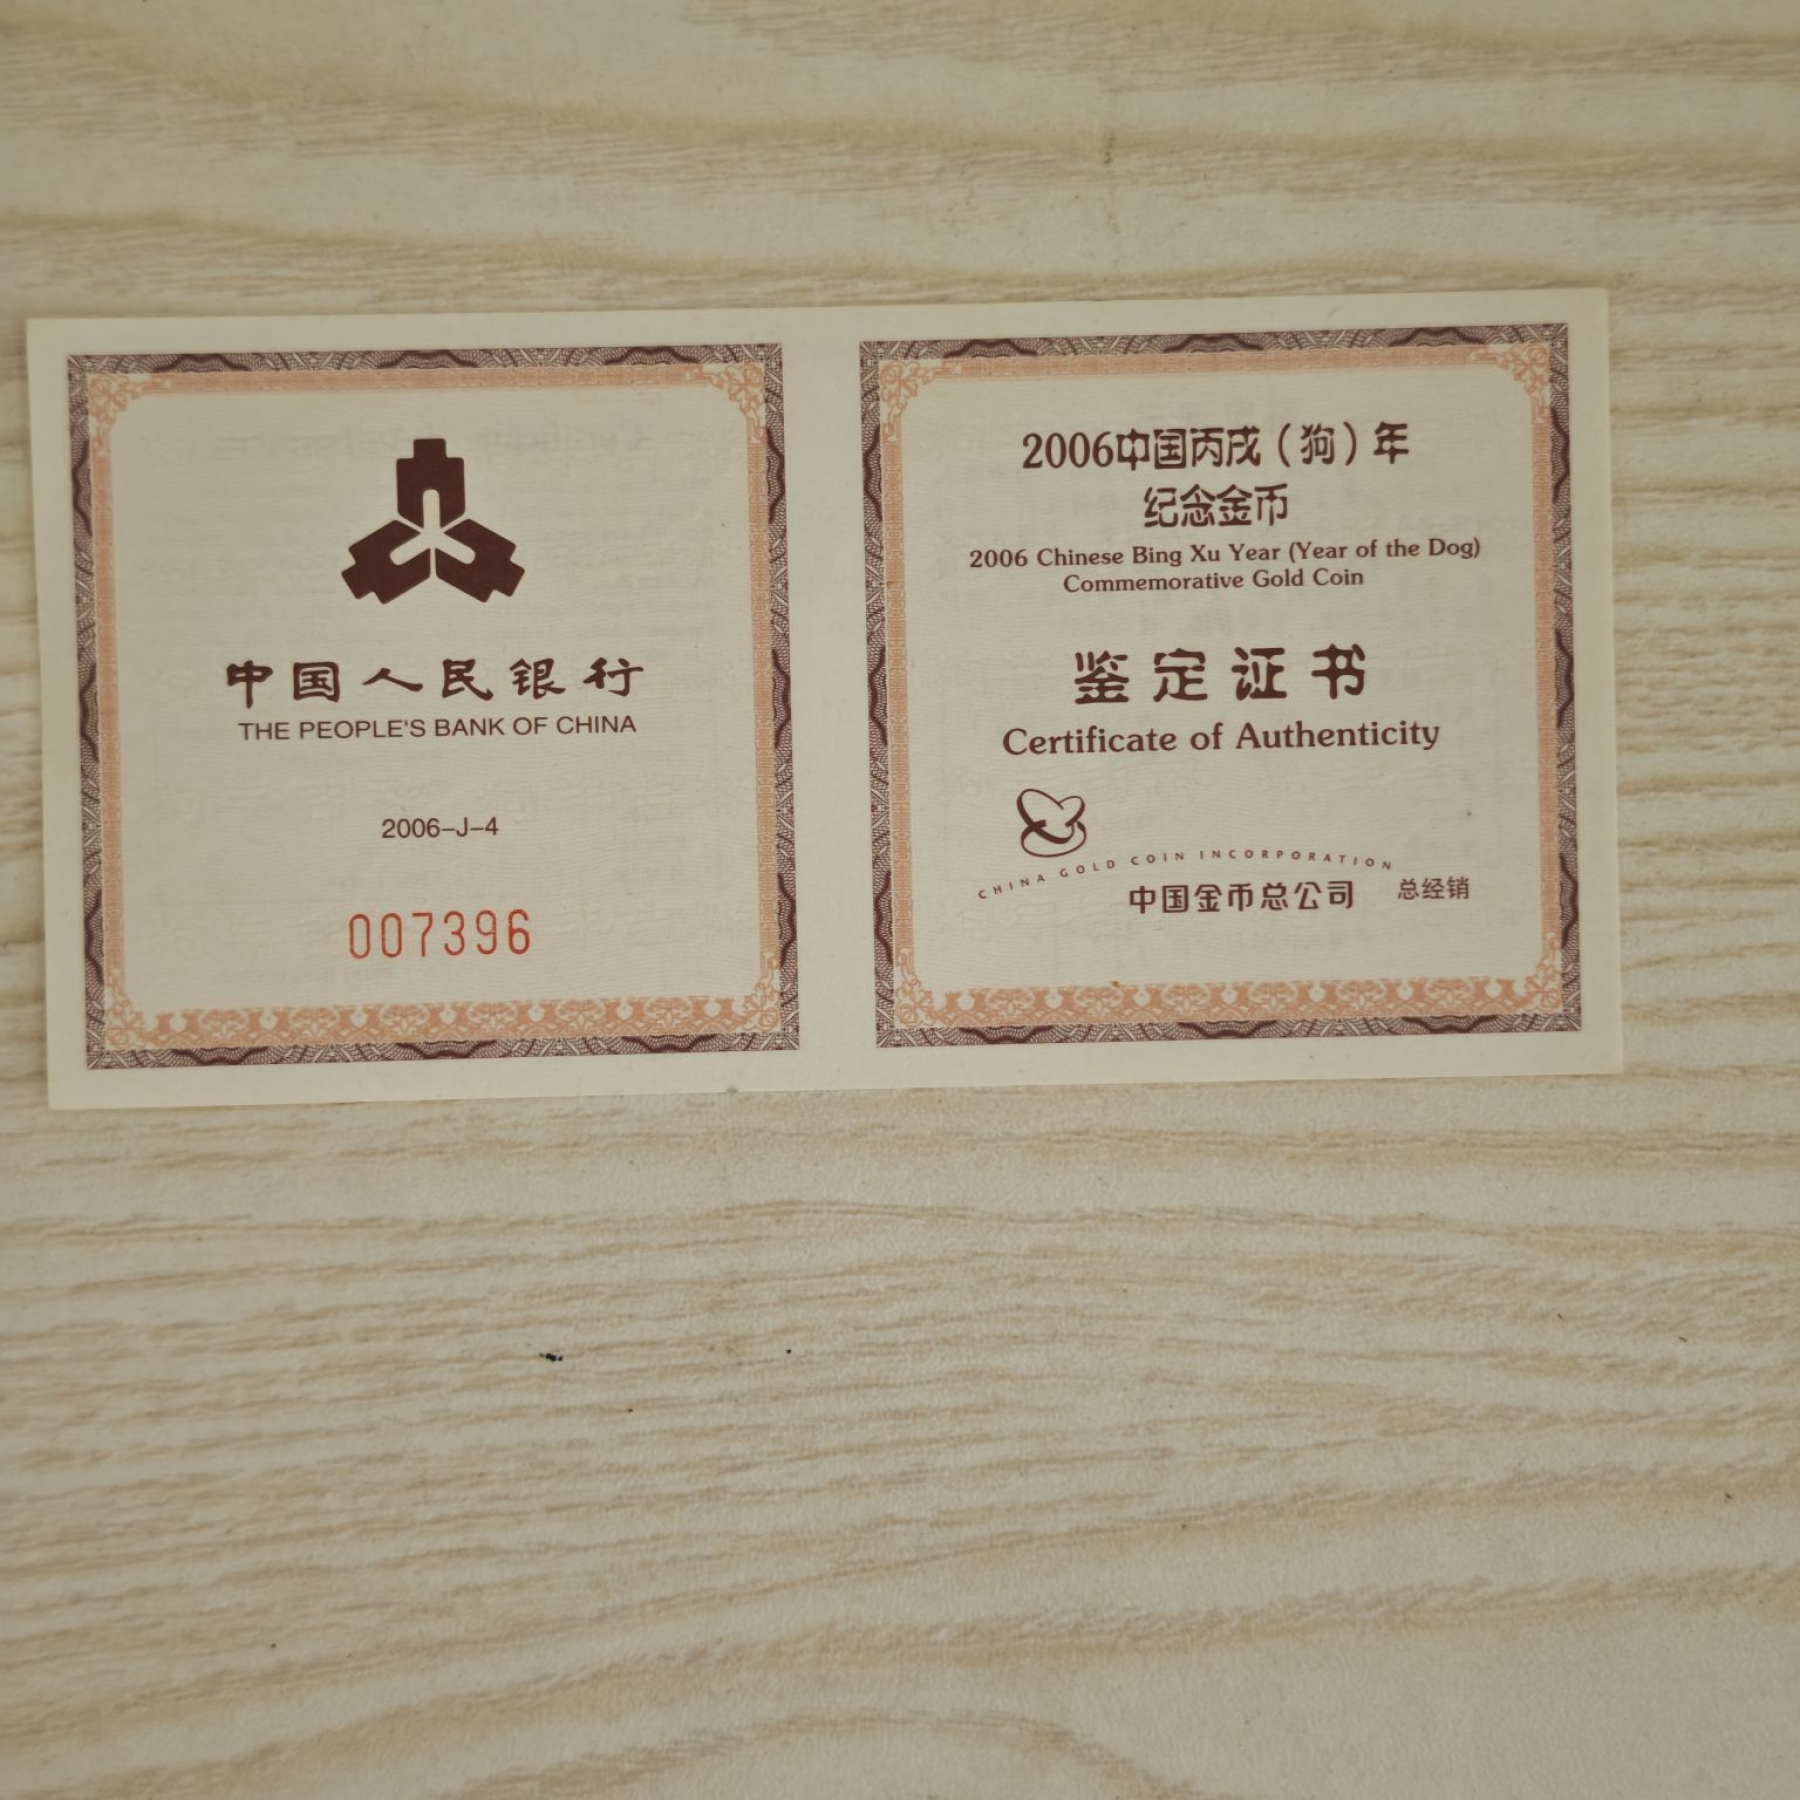 中国人民银行
THE PEOPLE'S BANK OF CHINA
2006-J-4
007396
2006中国丙戌（狗）年
纪念金币
2006 Chinese Bing Xu Year (Year of the Dog)
Commemorative Gold Coin
鉴定证书
Certificate of Authenticity
CHINA GOLD COIN INCORPORATION
中国金币总公司 总经销